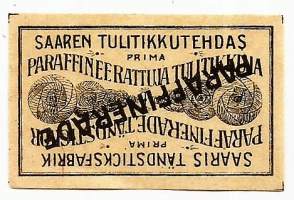 SAAREN TULITIKKUTEHDAS
PRIMA
PARAFFINEERATTUJA TULITIKKUJA
PARAFFINERADE
PARAFFINERADE TÄNDSTICKOR
PRIMA
SAARIS TÄNDSTICKSFABRIK